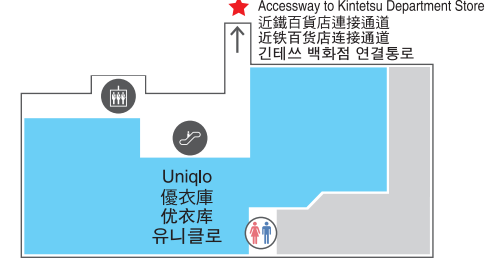 Accessway to Kintetsu Department Store
近鐵百貨店連接通道
近铁百货店连接通道
긴테쓰 백화점 연결통로
Uniqlo
優衣庫
优衣库
유니클로